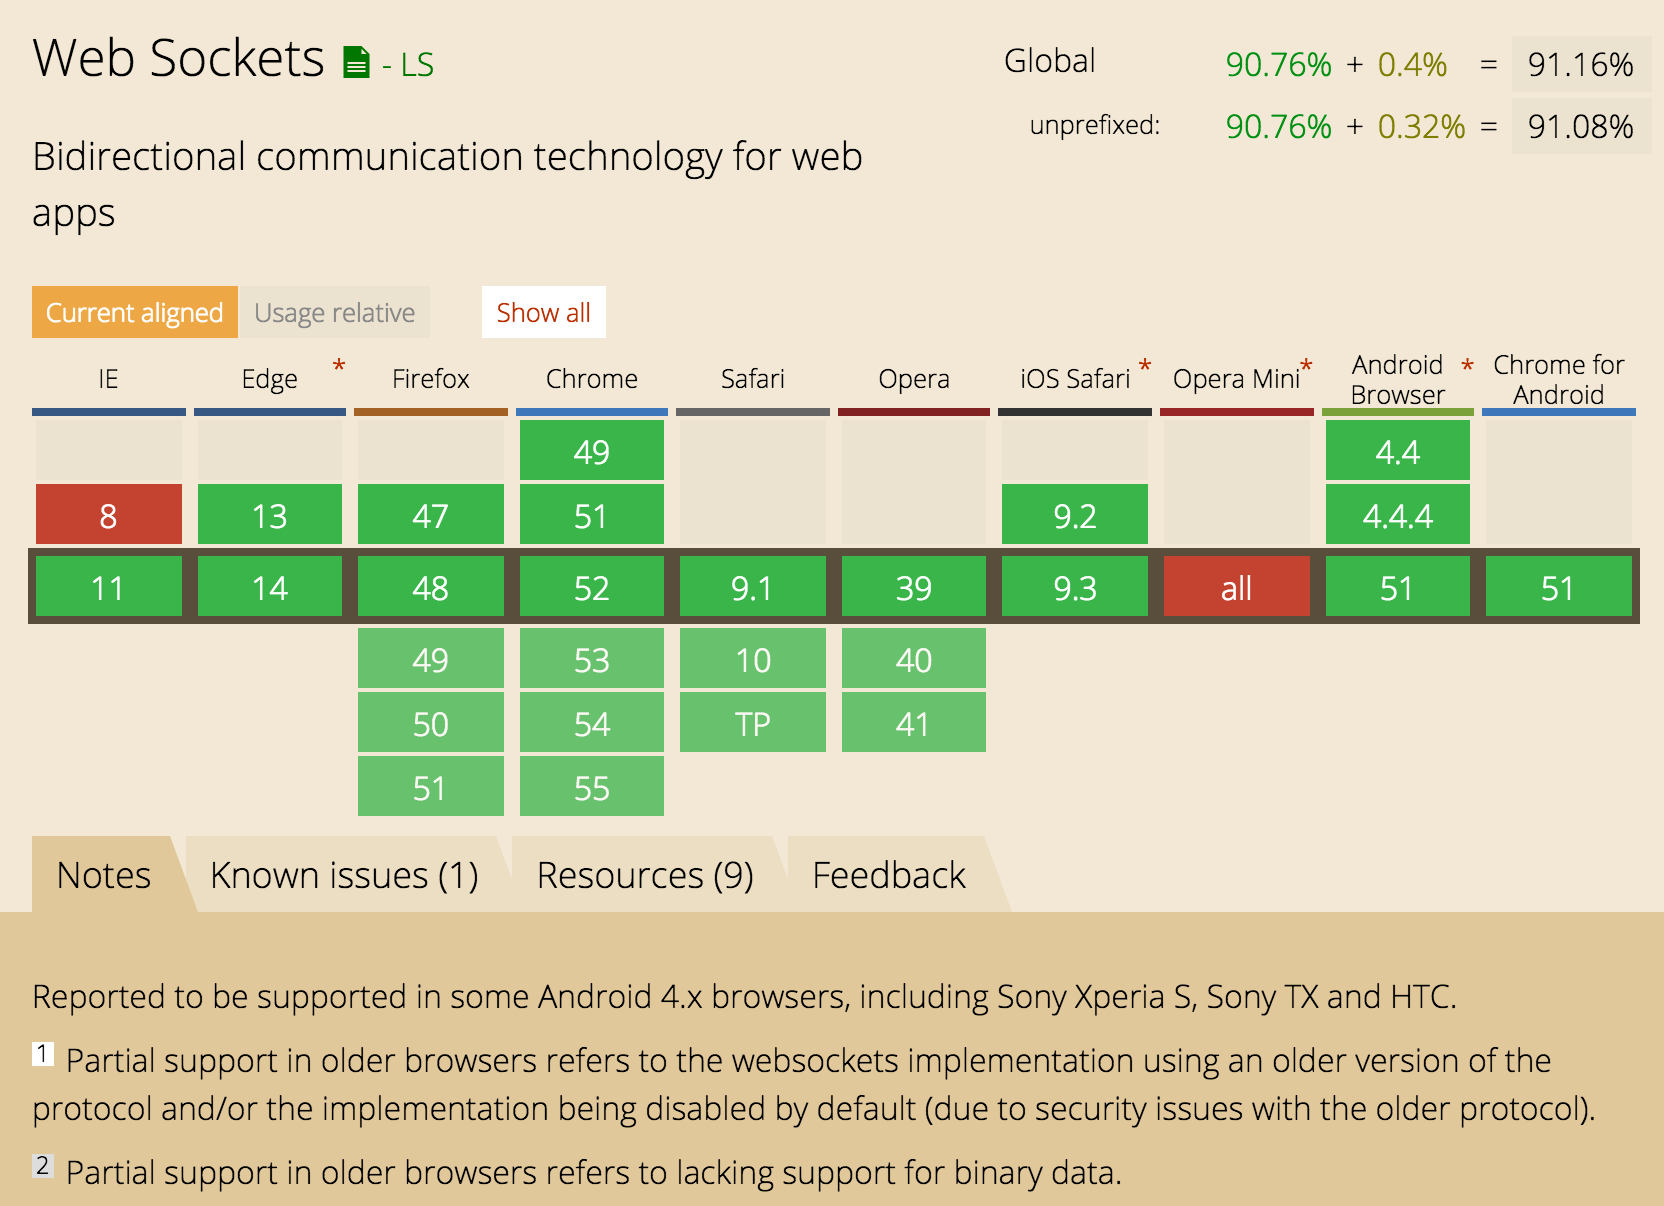 Web Sockets - LS
Global 90.76% + 0.4% = 91.16%
unprefixed: 90.76% + 0.32% = 91.08%
Bidirectional communication technology for web
apps
Current aligned Usage relative Show all
IE Edge * Firefox Chrome Safari Opera iOS Safari * Opera Mini* Android Browser * Chrome for Android
49 4.4
8 13 47 51 9.2 4.4.4
11 14 48 52 9.1 39 9.3 all 51 51
49 53 10 40
50 54 TP 41
51 55
Notes Known issues (1) Resources (9) Feedback
Reported to be supported in some Android 4.x browsers, including Sony Xperia S, Sony TX and HTC.
1 Partial support in older browsers refers to the websockets implementation using an older version of the
protocol and/or the implementation being disabled by default (due to security issues with the older protocol).
2 Partial support in older browsers refers to lacking support for binary data.